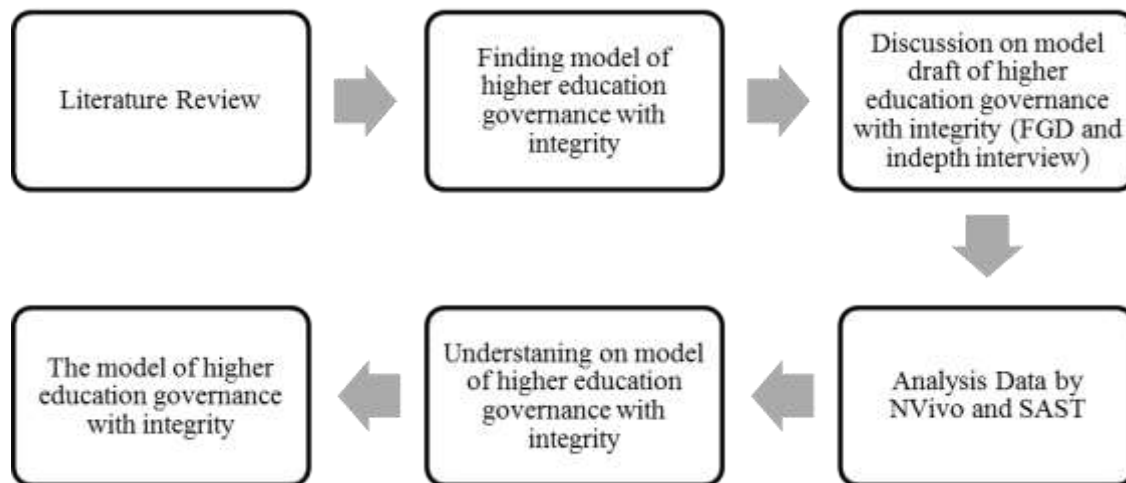 Literature Review
Finding model of
higher education
governance with
integrity
Discussion on model
draft of higher
education governance
with integrity (FGD and
indepth interview)
Analysis Data by
NVivo and SAST
Understaning on model
of higher education
governance with
integrity
The model of higher
education governance
with integrity